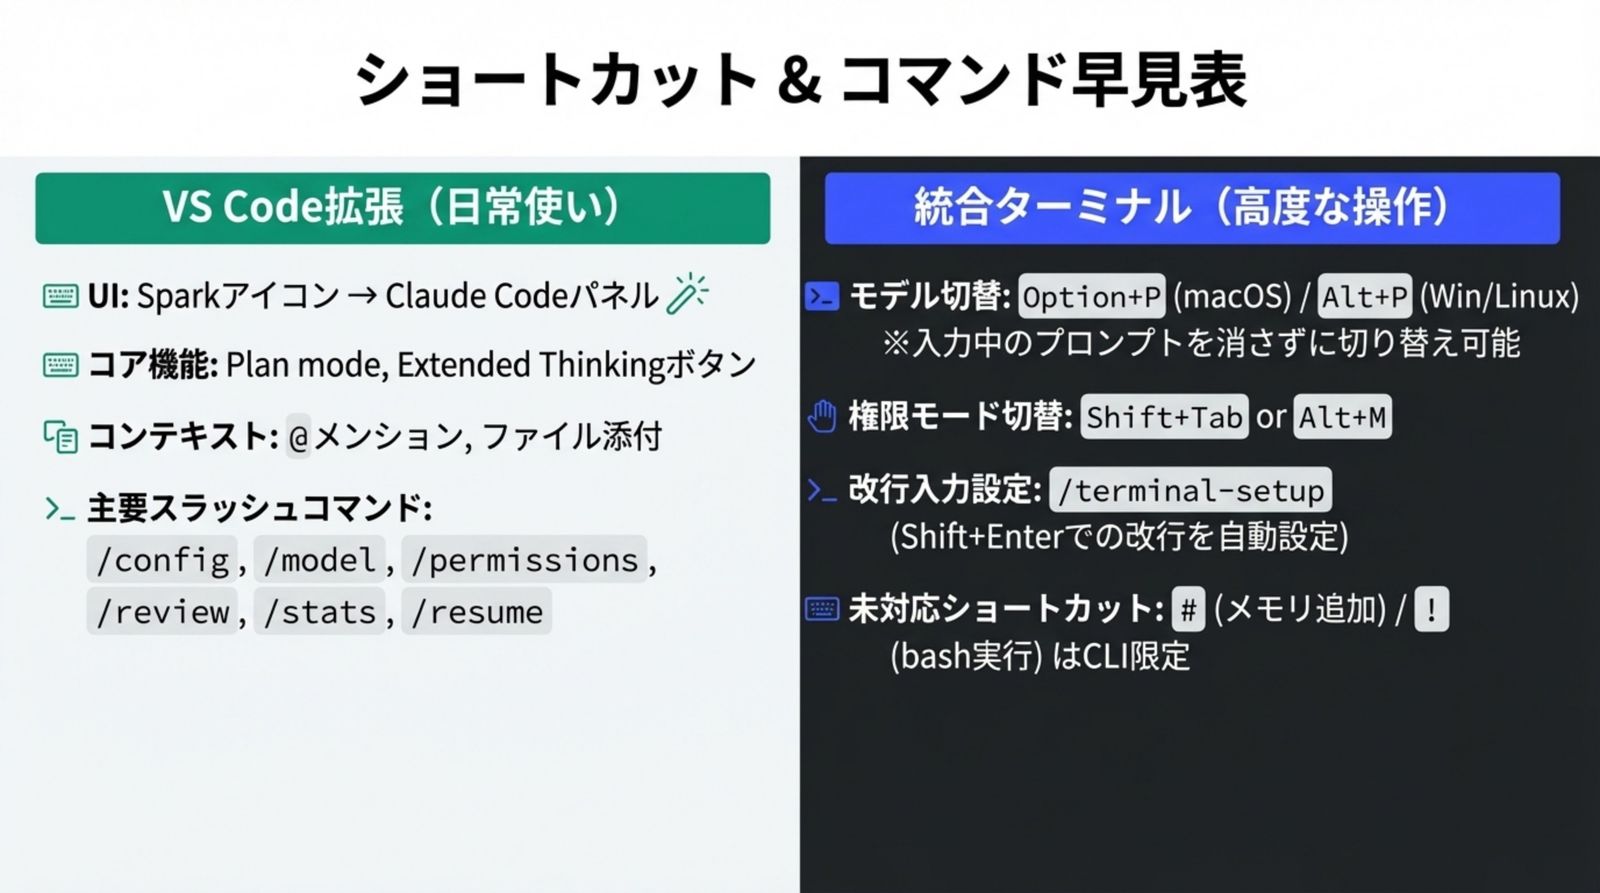 ショートカット & コマンド早見表
VS Code拡張（日常使い）
UI: Sparkアイコン → Claude Codeパネル
コア機能: Plan mode, Extended Thinkingボタン
コンテキスト: @メンション, ファイル添付
主要スラッシュコマンド:
/config, /model, /permissions,
/review, /stats, /resume
統合ターミナル（高度な操作）
モデル切替: Option+P (macOS) / Alt+P (Win/Linux)
※入力中のプロンプトを消さずに切り替え可能
権限モード切替: Shift+Tab or Alt+M
改行入力設定: /terminal-setup
(Shift+Enterでの改行を自動設定)
未対応ショートカット: # (メモリ追加) / !
(bash実行) はCLI限定